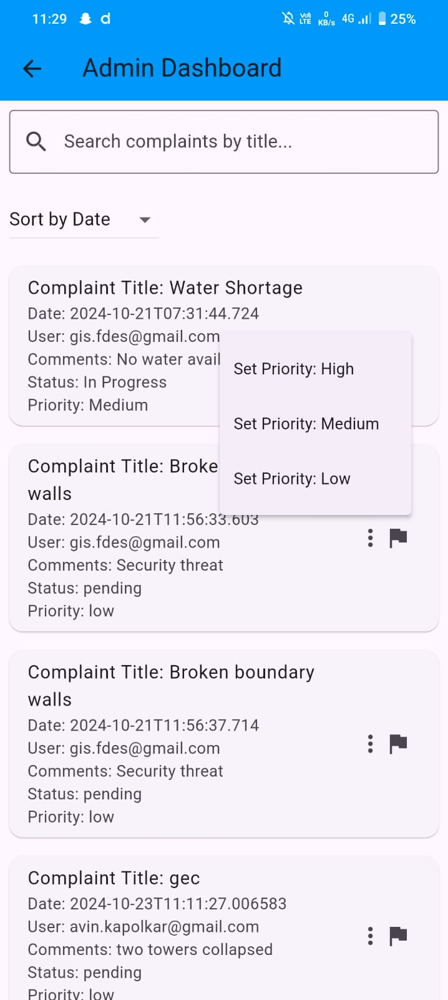 11:29 d Vo) LTE 0 KB/s 4G 25%
Admin Dashboard
Search complaints by title...
Sort by Date
Complaint Title: Water Shortage
Date: 2024-10-21T07:31:44.724
User: gis.fdes@gmail.com
Comments: No water avail
Status: In Progress
Priority: Medium
Set Priority: High
Set Priority: Medium
Set Priority: Low
Complaint Title: Broke
walls
Date: 2024-10-21T11:56:33.603
User: gis.fdes@gmail.com
Comments: Security threat
Status: pending
Priority: low
Complaint Title: Broken boundary
walls
Date: 2024-10-21T11:56:37.714
User: gis.fdes@gmail.com
Comments: Security threat
Status: pending
Priority: low
Complaint Title: gec
Date: 2024-10-23T11:11:27.006583
User: avin.kapolkar@gmail.com
Comments: two towers collapsed
Status: pending
Priority: low